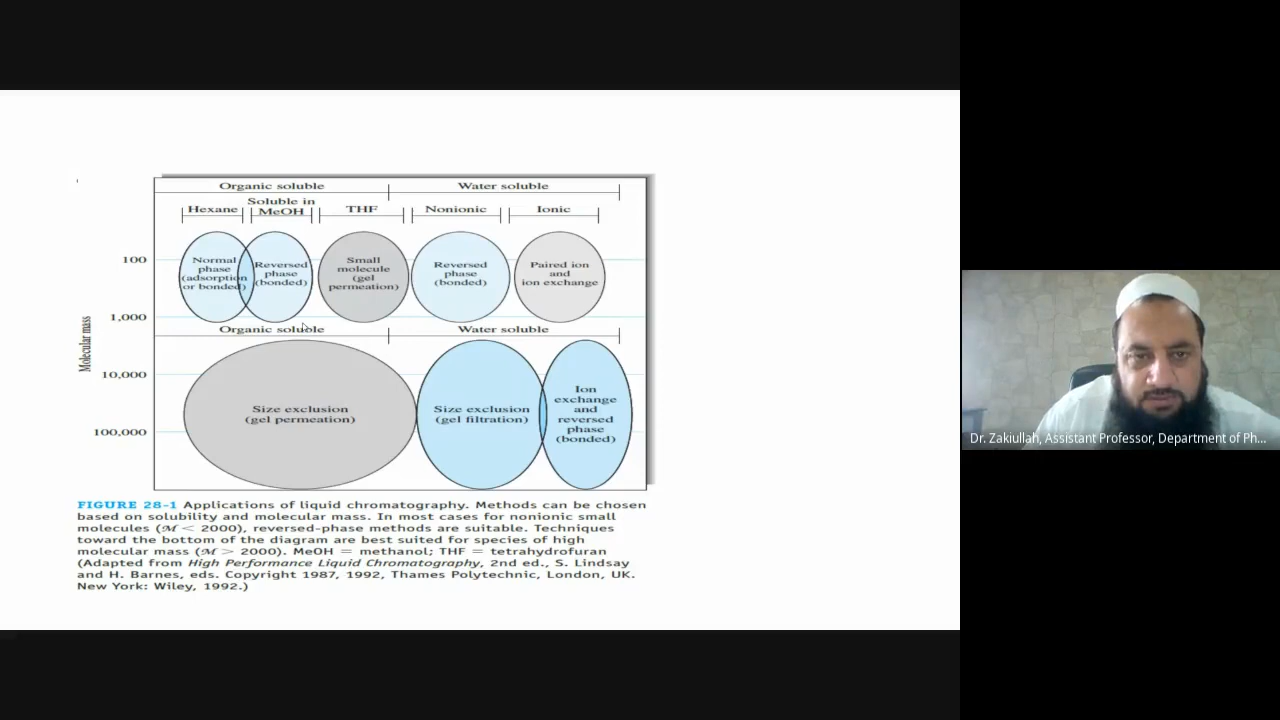 Organic soluble
Water soluble
Hexane
Soluble in
MeOH
THF
Nonionic
Ionic
Normal
phase
(adsorption
or bonded)
Reversed
phase
(bonded)
Small
molecule
(gel
permeation)
Reversed
phase
(bonded)
Paired ion
and
ion exchange
100
1,000
10,000
100,000
Molecular mass
Organic soluble
Water soluble
Size exclusion
(gel permeation)
Size exclusion
(gel filtration)
Ion
exchange
and
reversed
phase
(bonded)
FIGURE 28-1 Applications of liquid chromatography. Methods can be chosen
based on solubility and molecular mass. In most cases for nonionic small
molecules (ℳ < 2000), reversed-phase methods are suitable. Techniques
toward the bottom of the diagram are best suited for species of high
molecular mass (ℳ > 2000). MeOH = methanol; THF = tetrahydrofuran
(Adapted from High Performance Liquid Chromatography, 2nd ed., S. Lindsay
and H. Barnes, eds. Copyright 1987, 1992, Thames Polytechnic, London, UK.
New York: Wiley, 1992.)
Dr. Zakiullah, Assistant Professor, Department of Ph...